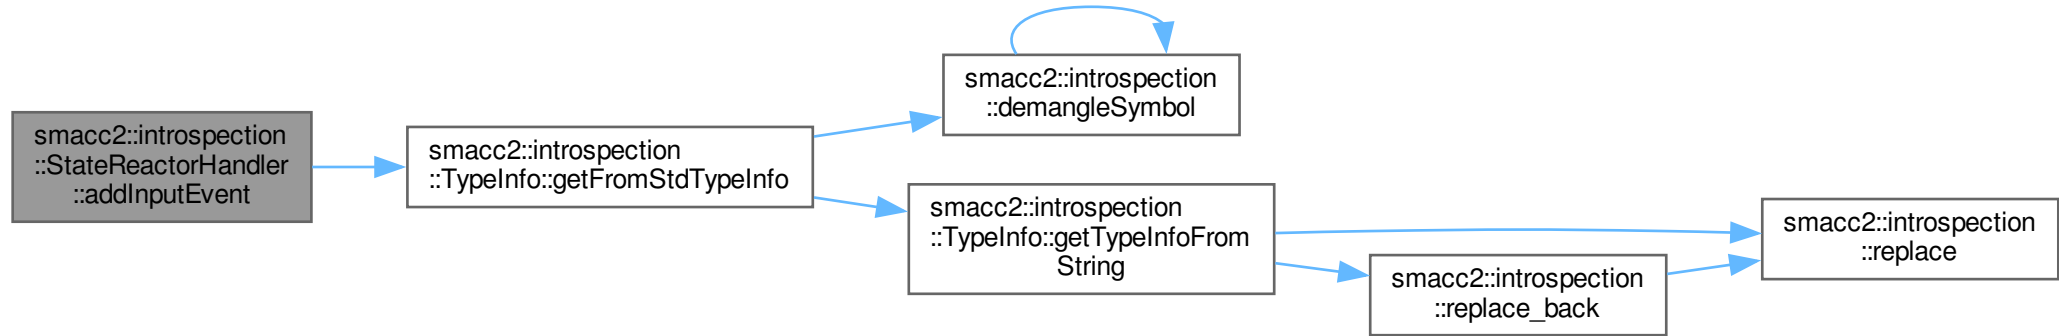 smacc2::introspection
::StateReactorHandler
::addInputEvent
smacc2::introspection
::TypeInfo::getFromStdTypeInfo
smacc2::introspection
::demangleSymbol
smacc2::introspection
::TypeInfo::getTypeInfoFrom
String
smacc2::introspection
::replace_back
smacc2::introspection
::replace